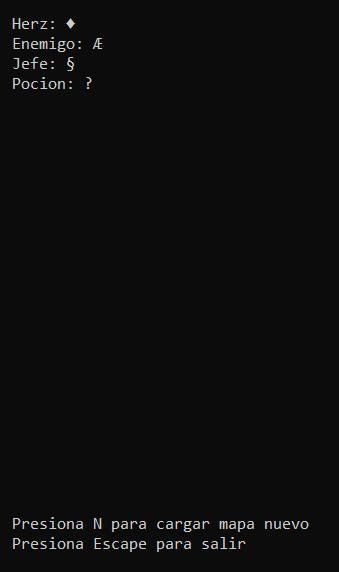 Herz: ♦
Enemigo: Æ
Jefe: §
Pocion: ?
Presiona N para cargar mapa nuevo
Presiona Escape para salir